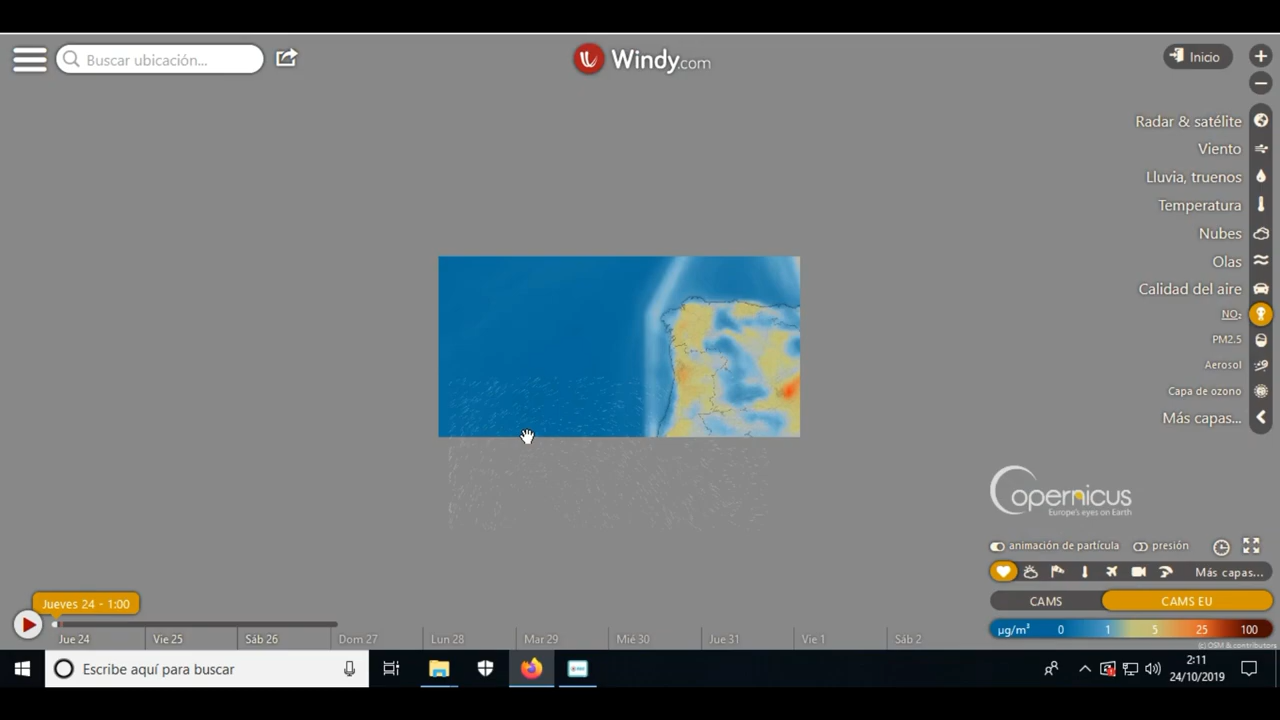 Buscar ubicación...
Windy.com
Inicio
Radar & satélite
Viento
Lluvia, truenos
Temperatura
Nubes
Olas
Calidad del aire
NO₂
PM2.5
Aerosol
Capa de ozono
Más capas...
Copernicus
Europe's eyes on Earth
animación de partícula
presión
Más capas...
CAMS
CAMS EU
µg/m³ 0 1 5 25 100
(c) OSM & contributors
Jueves 24 - 1:00
Jue 24 Vie 25 Sáb 26 Dom 27 Lun 28 Mar 29 Mié 30 Jue 31 Vie 1 Sáb 2
Escribe aquí para buscar
2:11
24/10/2019